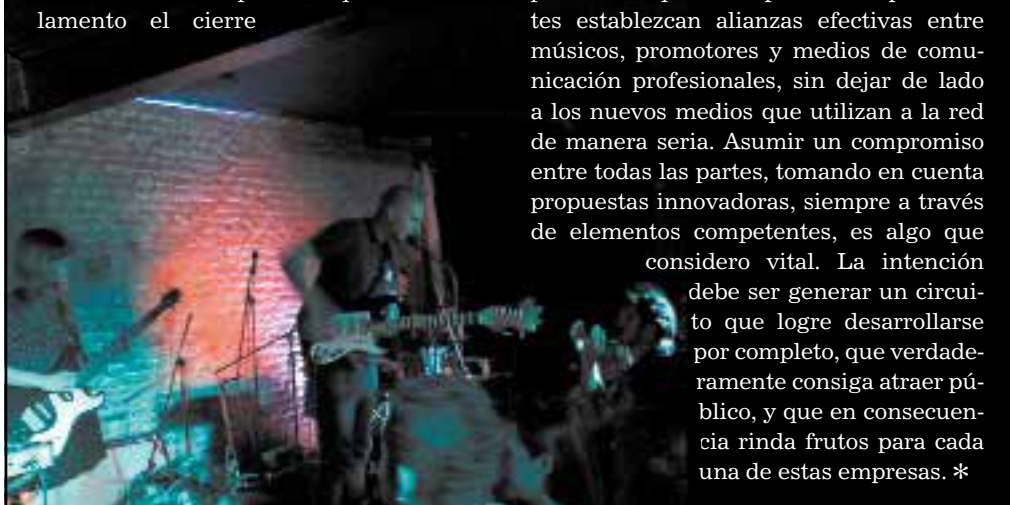 lamento el cierre
tes establezcan alianzas efectivas entre
músicos, promotores y medios de comu-
nicación profesionales, sin dejar de lado
a los nuevos medios que utilizan a la red
de manera seria. Asumir un compromiso
entre todas las partes, tomando en cuenta
propuestas innovadoras, siempre a través
de elementos competentes, es algo que
considero vital. La intención
debe ser generar un circui-
to que logre desarrollarse
por completo, que verdade-
ramente consiga atraer pú-
blico, y que en consecuen-
cia rinda frutos para cada
una de estas empresas. *